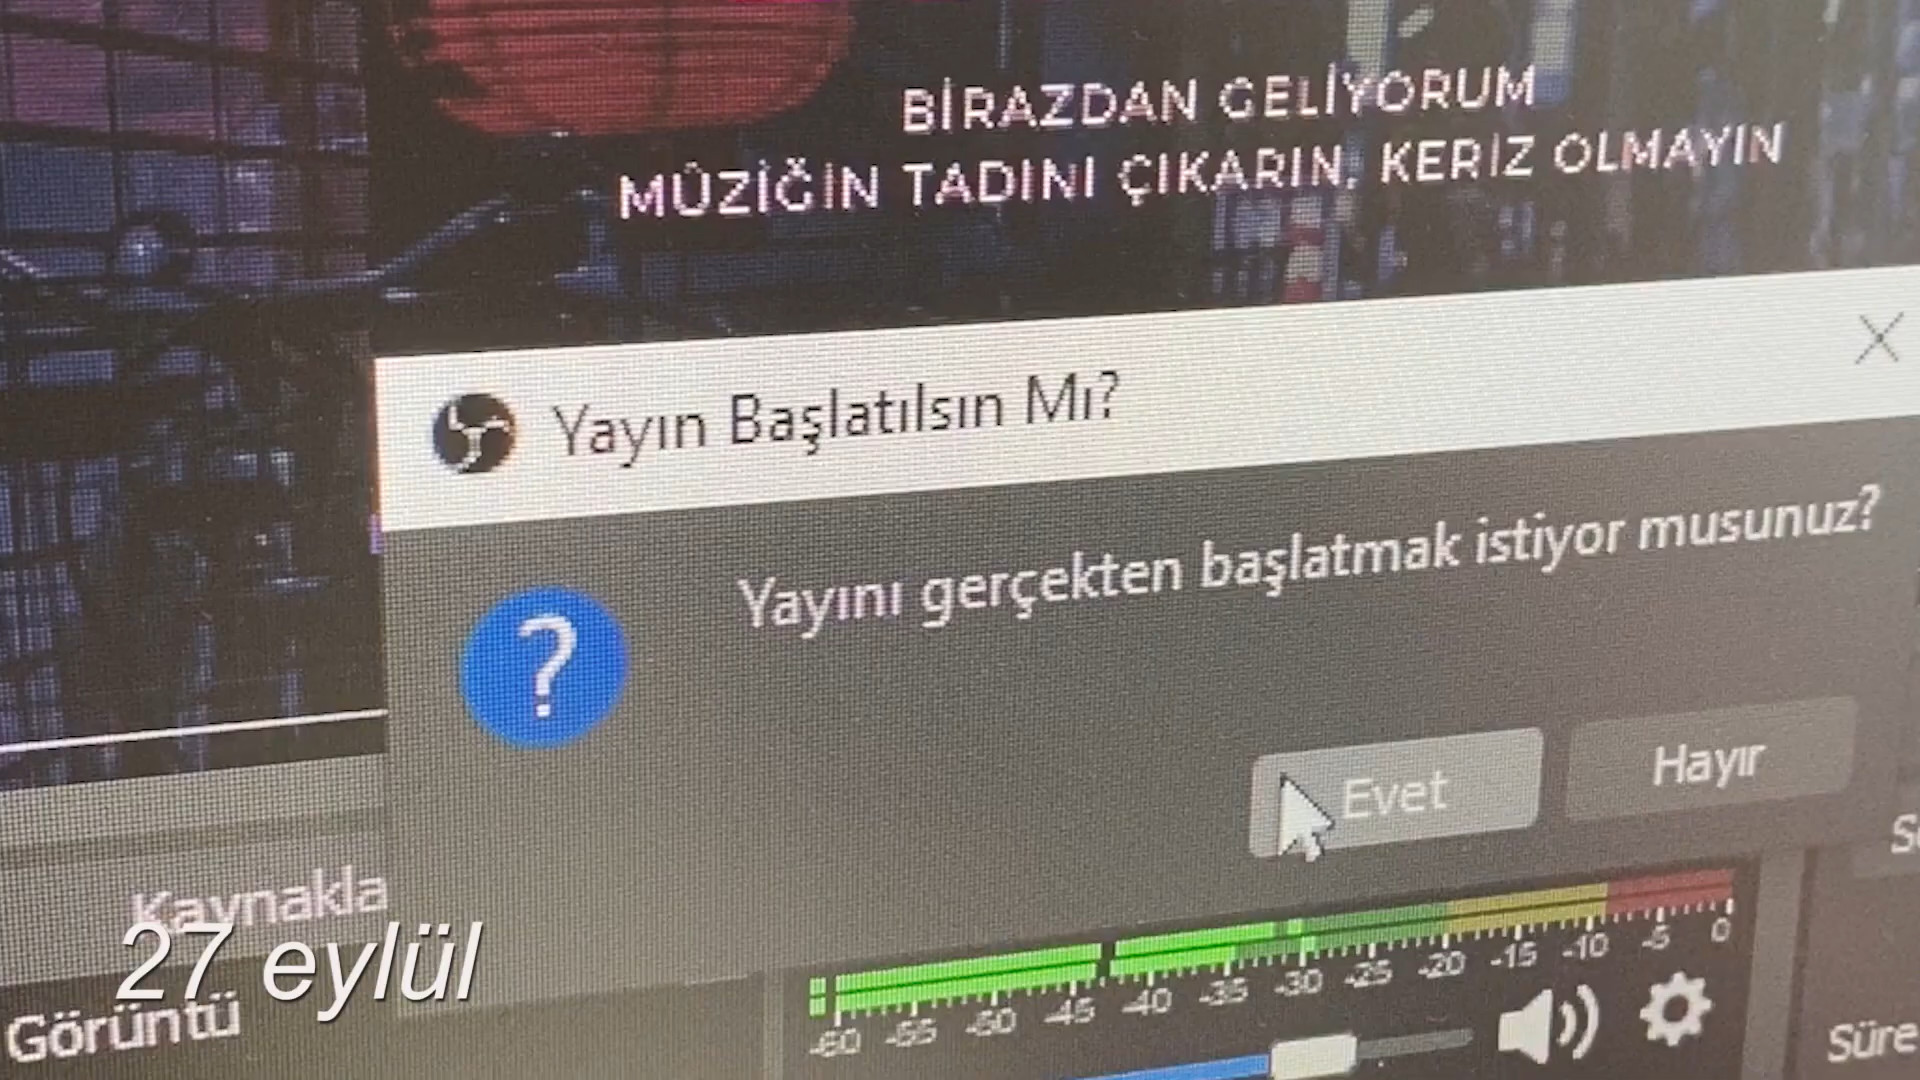 BİRAZDAN GELİYORUM
MÜZİĞİN TADINI ÇIKARIN, KERİZ OLMAYIN
Yayın Başlatılsın Mı?
Yayını gerçekten başlatmak istiyor musunuz?
Evet
Hayır
Kaynakla
27 eylül
Görüntü
-60 -55 -50 -45 -40 -35 -30 -25 -20 -15 -10 -5 0
Süre